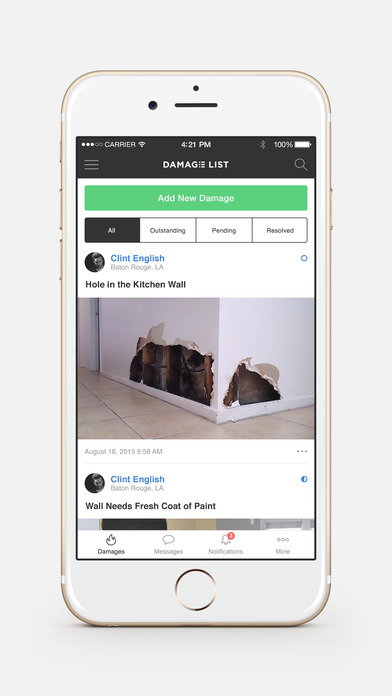 CARRIER 4:21 PM 100%
DAMAGE LIST
Add New Damage
All Outstanding Pending Resolved
Clint English
Baton Rouge, LA
Hole in the Kitchen Wall
August 18, 2015 9:58 AM
Clint English
Baton Rouge, LA
Wall Needs Fresh Coat of Paint
3
Damages Messages Notifications More